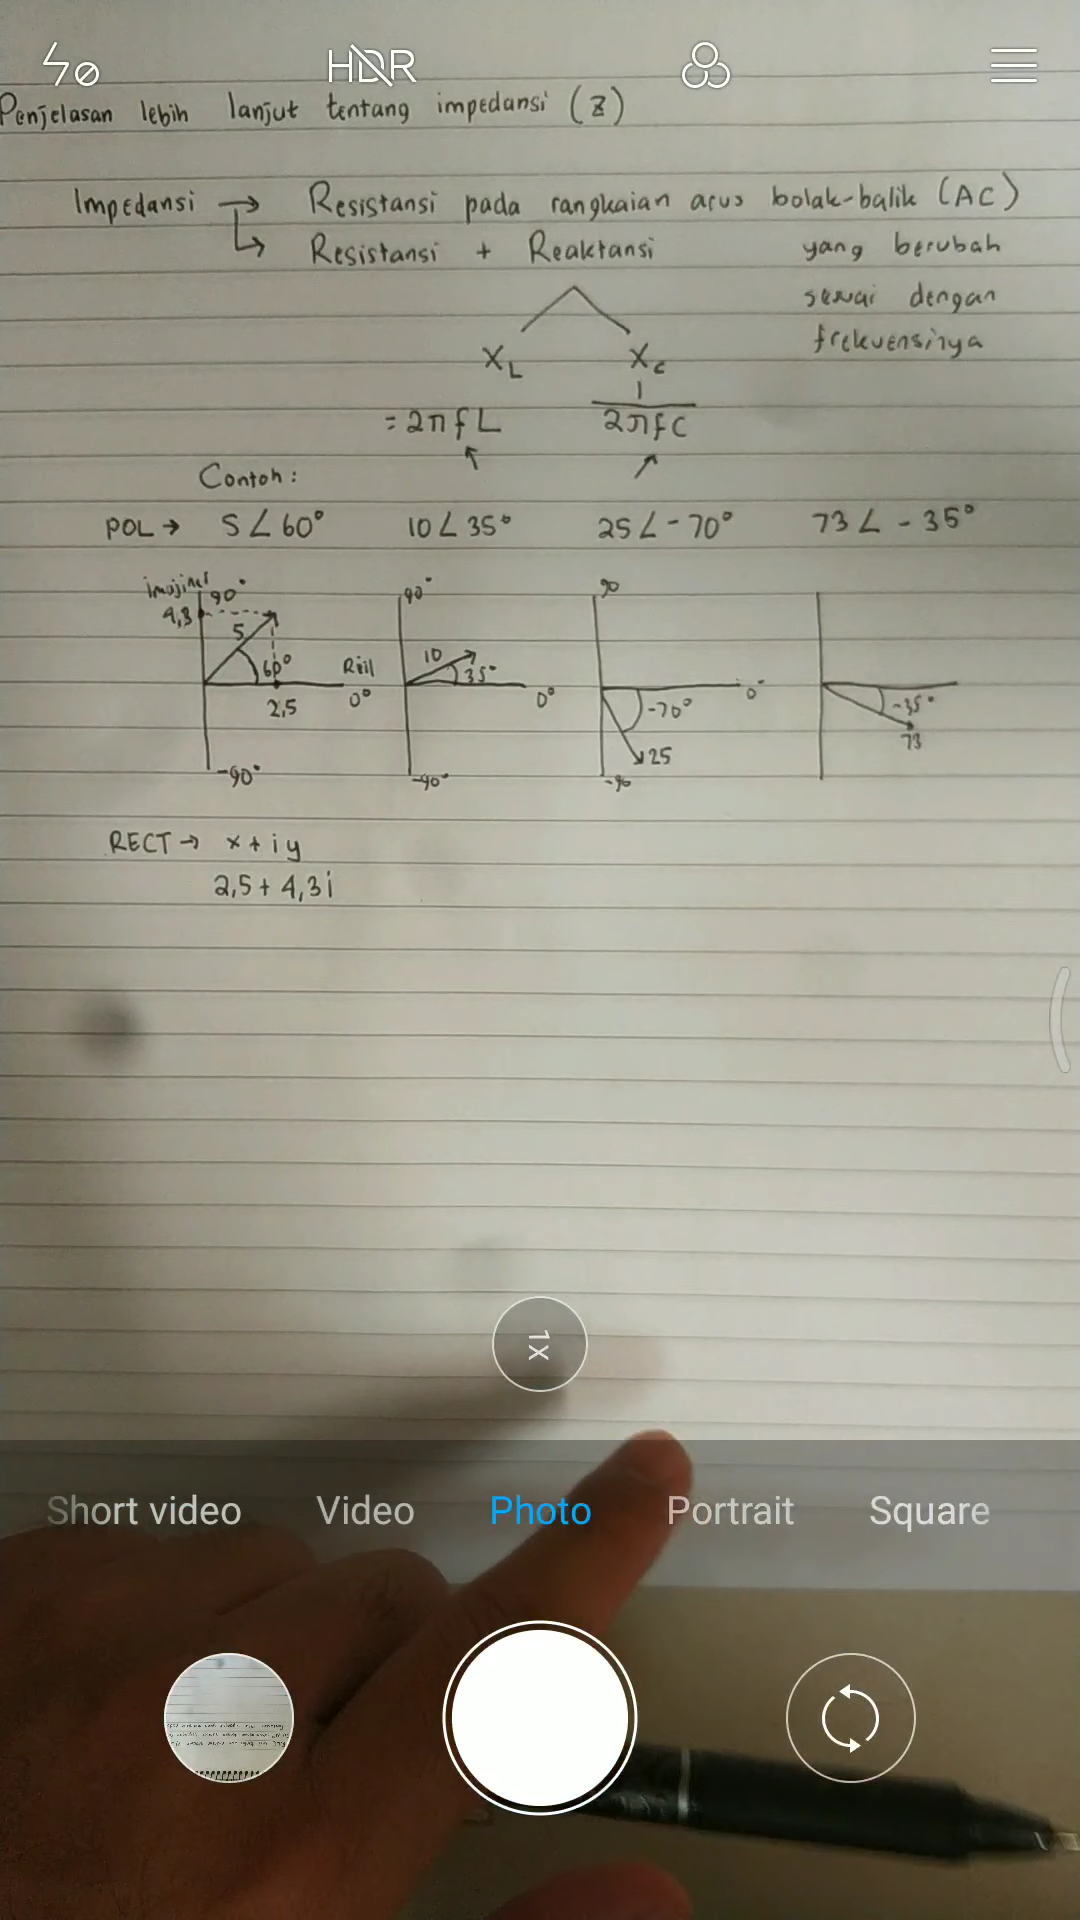 HDR
Penjelasan lebih lanjut tentang impedansi (Z)
Impedansi → Resistansi pada rangkaian arus bolak-balik (AC)
↳ Resistansi + Reaktansi yang berubah
sesuai dengan
frekuensinya
XL Xc
= 2πfL 1/2πfC
Contoh:
POL → 5∠60° 10∠35° 25∠-70° 73∠-35°
imajiner 90° 90° 90
4,3 5 60° Riil 0° 2,5 -90°
10 35° 0° -90°
0° -70° 25 -90
-35° 73
RECT → x + iy
2,5 + 4,3i
1X
Short video Video Photo Portrait Square